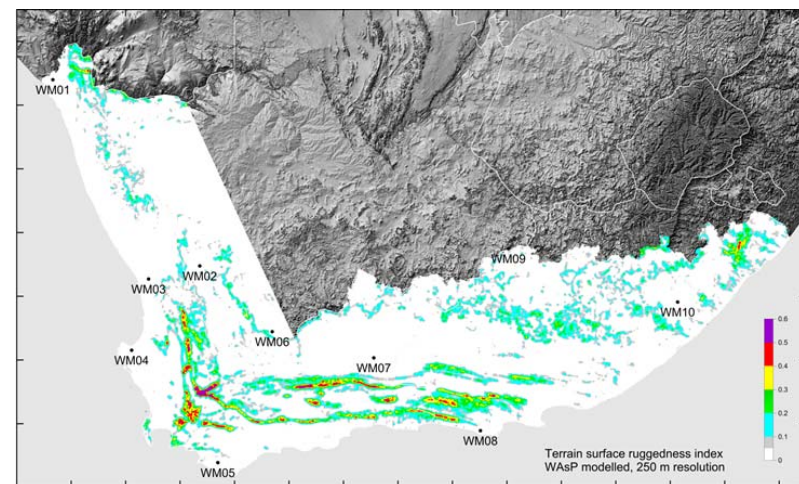 WM01
WM09
WM02
WM03
WM10
WM06
WM04
WM07
WM08
WM05
0.6
0.5
0.4
0.3
0.2
0.1
0
Terrain surface ruggedness index
WAsP modelled, 250 m resolution